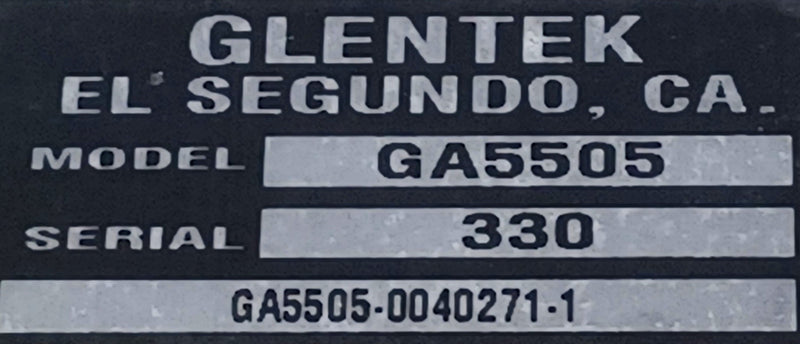 GLENTEK
EL SEGUNDO, CA.
MODEL GA5505
SERIAL 330
GA5505-0040271-1